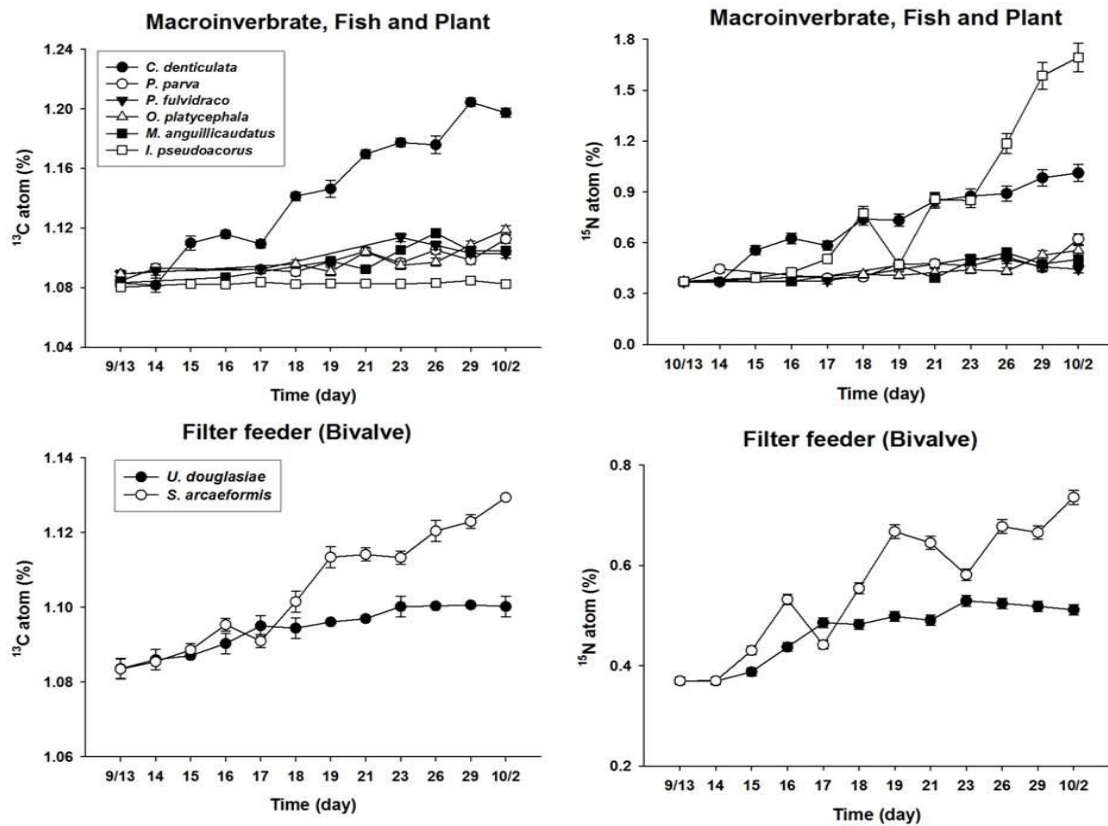 Macroinverbrate, Fish and Plant
1.24
1.20
1.16
1.12
1.08
1.04
¹³C atom (%)
C. denticulata
P. parva
P. fulvidraco
O. platycephala
M. anguillicaudatus
I. pseudoacorus
9/13 14 15 16 17 18 19 21 23 26 29 10/2
Time (day)
Macroinverbrate, Fish and Plant
1.8
1.5
1.2
0.9
0.6
0.3
0.0
¹⁵N atom (%)
10/13 14 15 16 17 18 19 21 23 26 29 10/2
Time (day)
Filter feeder (Bivalve)
1.14
1.12
1.10
1.08
1.06
¹³C atom (%)
U. douglasiae
S. arcaeformis
9/13 14 15 16 17 18 19 21 23 26 29 10/2
Time (day)
Filter feeder (Bivalve)
0.8
0.6
0.4
0.2
¹⁵N atom (%)
9/13 14 15 16 17 18 19 21 23 26 29 10/2
Time (day)